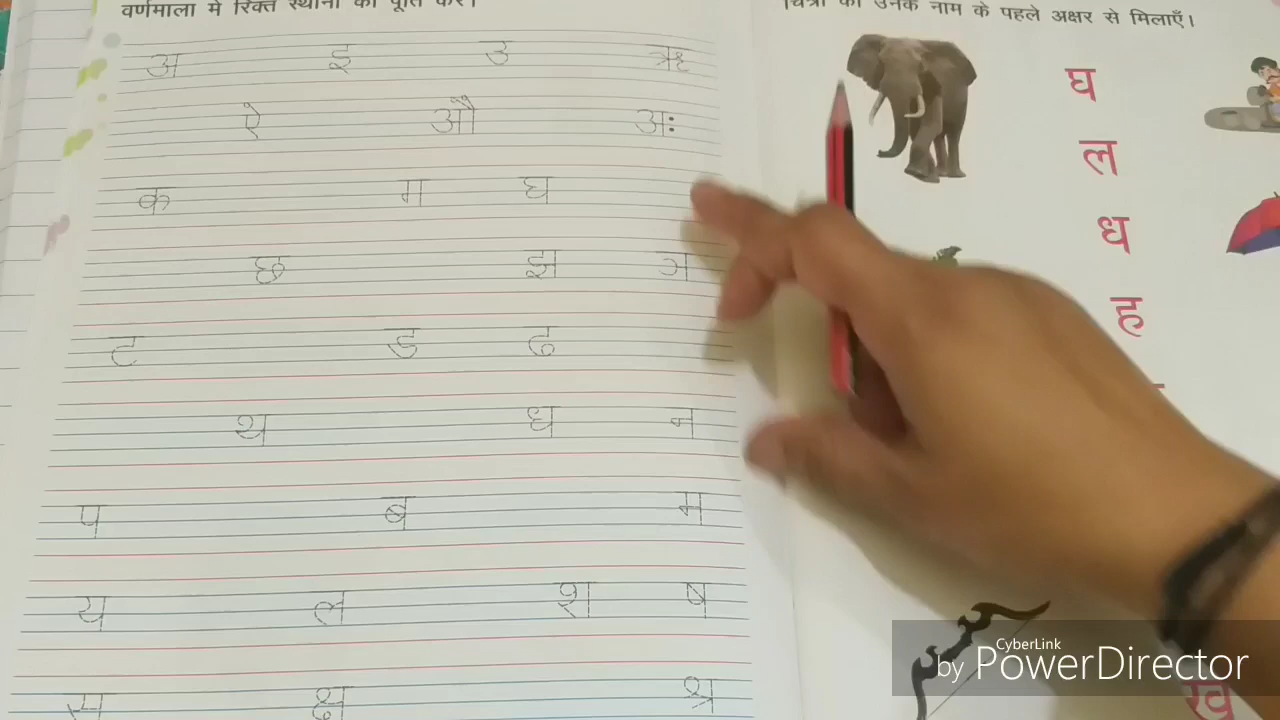 वर्णमाला में रिक्त स्थानों की पूर्ति करें।
अ इ उ ऋ
ऐ औ अः
क ग घ
छ झ ञ
ट ड ढ
थ ध न
प ब म
य ल श ष
स क्ष श्र
चित्रों को उनके नाम के पहले अक्षर से मिलाएँ।
घ
ल
ध
ह
ख
CyberLink
by PowerDirector